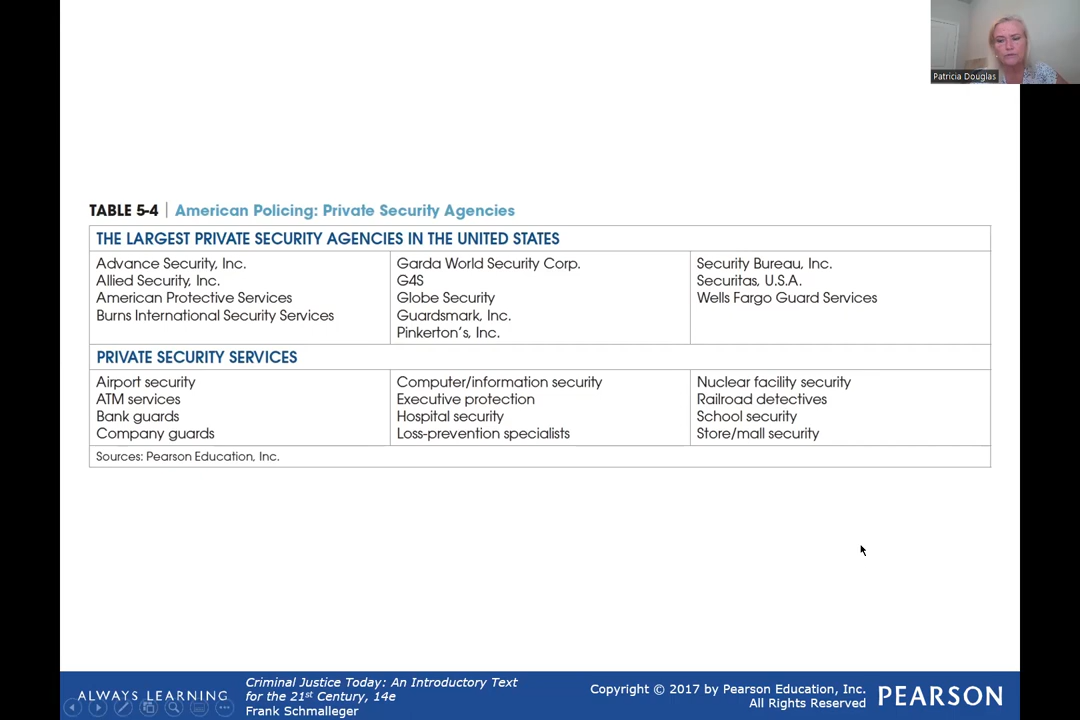 Patricia Douglas
TABLE 5-4 | American Policing: Private Security Agencies
THE LARGEST PRIVATE SECURITY AGENCIES IN THE UNITED STATES
Advance Security, Inc.
Allied Security, Inc.
American Protective Services
Burns International Security Services
Garda World Security Corp.
G4S
Globe Security
Guardsmark, Inc.
Pinkerton's, Inc.
Security Bureau, Inc.
Securitas, U.S.A.
Wells Fargo Guard Services
PRIVATE SECURITY SERVICES
Airport security
ATM services
Bank guards
Company guards
Computer/information security
Executive protection
Hospital security
Loss-prevention specialists
Nuclear facility security
Railroad detectives
School security
Store/mall security
Sources: Pearson Education, Inc.
ALWAYS LEARNING
Criminal Justice Today: An Introductory Text
for the 21st Century, 14e
Frank Schmalleger
Copyright © 2017 by Pearson Education, Inc.
All Rights Reserved
PEARSON